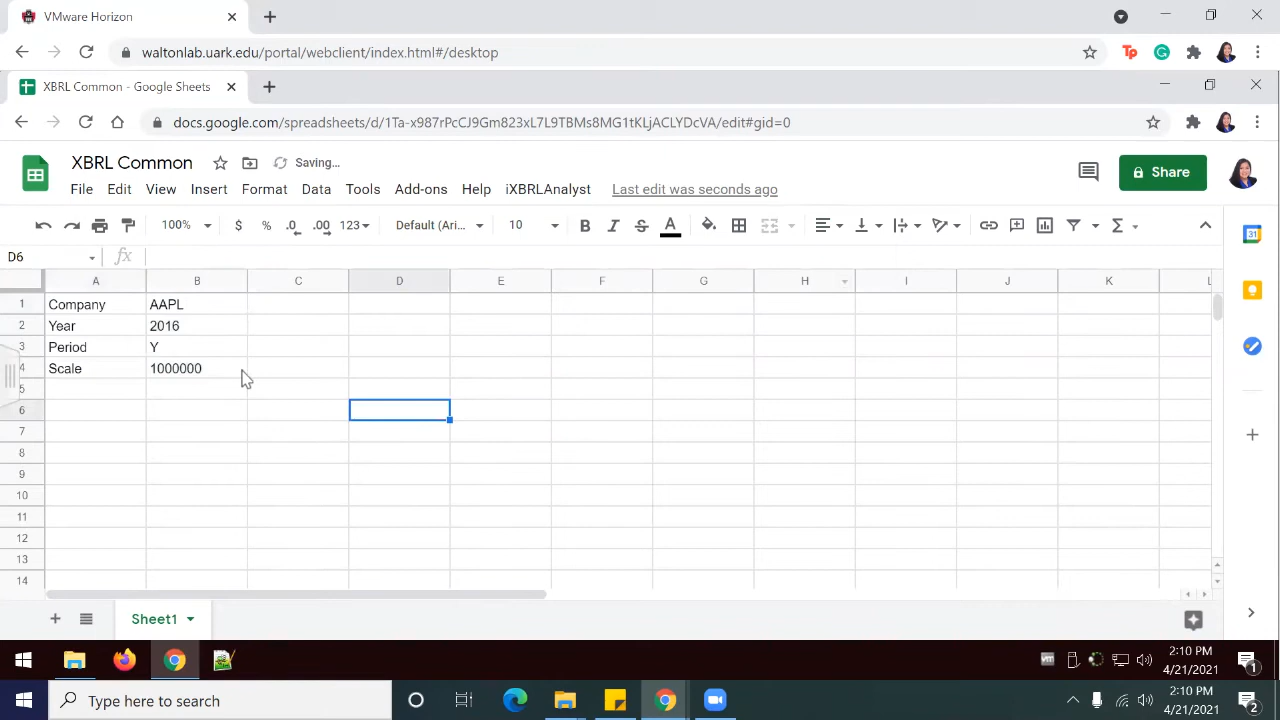 VMware Horizon
waltonlab.uark.edu/portal/webclient/index.html#/desktop
XBRL Common - Google Sheets
docs.google.com/spreadsheets/d/1Ta-x987rPcCJ9Gm823xL7L9TBMs8MG1tKLjACLYDcVA/edit#gid=0
XBRL Common Saving... Share
File Edit View Insert Format Data Tools Add-ons Help iXBRLAnalyst Last edit was seconds ago
100% $ % .0 .00 123 Default (Ari... 10 B I S A Σ
D6 fx
A B C D E F G H I J K L
1 Company AAPL
2 Year 2016
3 Period Y
4 Scale 1000000
5
6
7
8
9
10
11
12
13
14
Sheet1
2:10 PM
4/21/2021
1
Type here to search
2:10 PM
4/21/2021
2